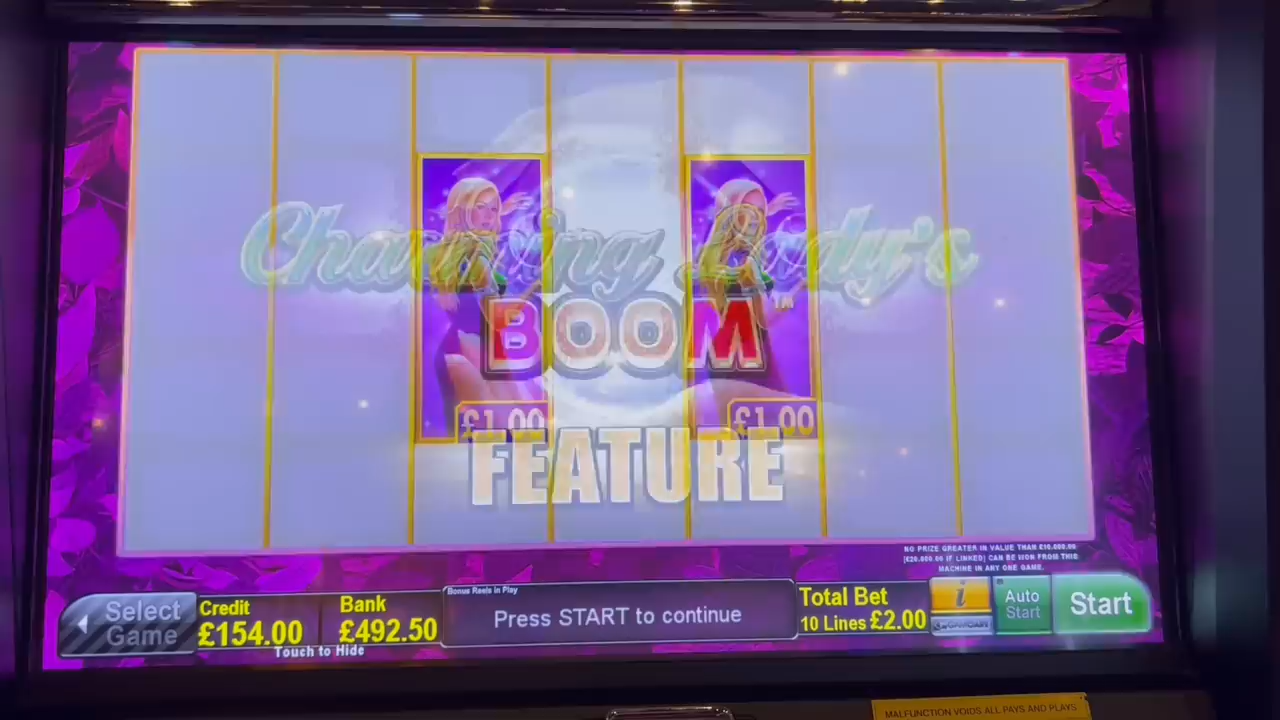 Charming Lady's
BOOM™
£1.00 £1.00
FEATURE
NO PRIZE GREATER IN VALUE THAN £10,000.00
(£20,000.00 IF LINKED) CAN BE WON FROM THIS
MACHINE IN ANY ONE GAME.
Select
Game
Credit
£154.00
Bank
£492.50
Touch to Hide
Bonus Reels in Play
Press START to continue
Total Bet
10 Lines £2.00
i
Auto
Start
Start
MALFUNCTION VOIDS ALL PAYS AND PLAYS